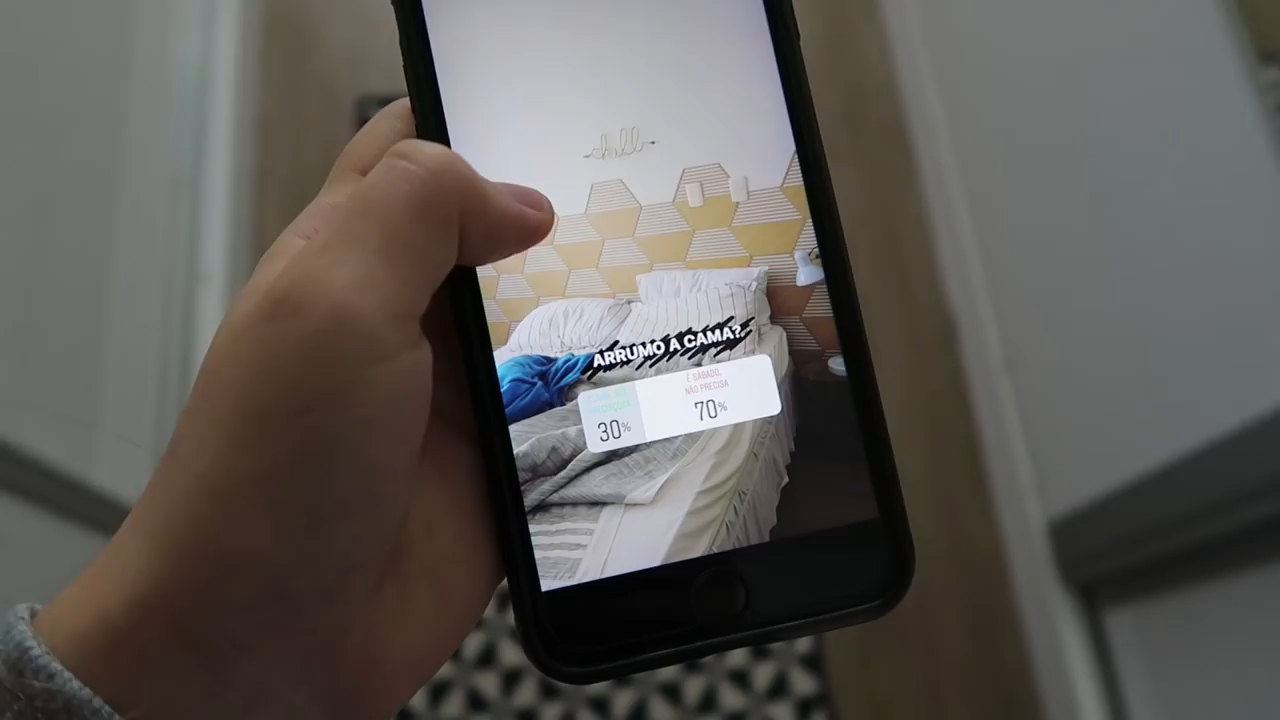 chill
ARRUMO A CAMA?
É SÁBADO,
NÃO PRECISA
30%
70%